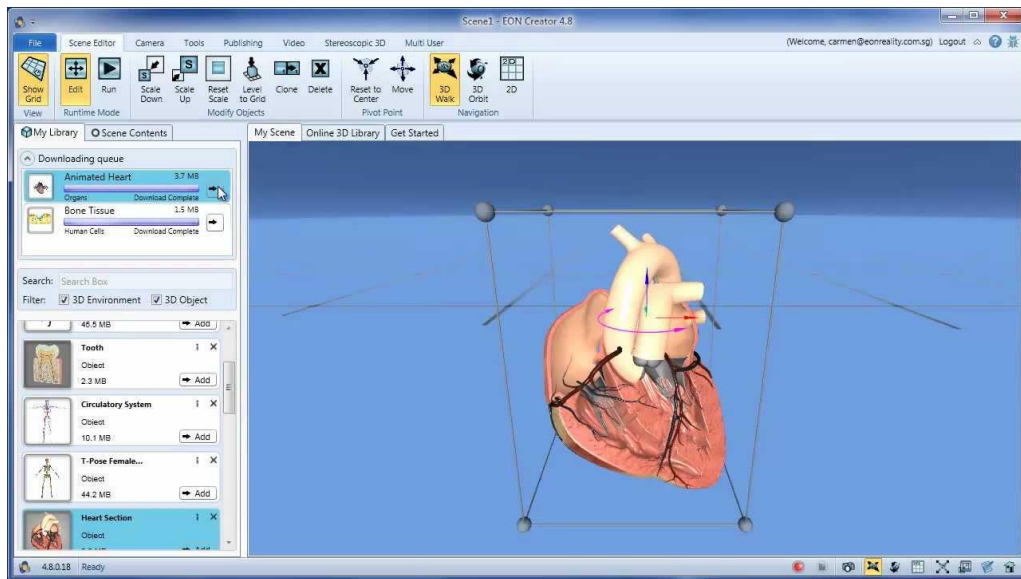 Scene1 - EON Creator 4.8
File Scene Editor Camera Tools Publishing Video Stereoscopic 3D Multi User (Welcome, carmen@eonreality.com.sg) Logout
Show Grid Edit Run Scale Down Scale Up Reset Scale Level to Grid Clone Delete Reset to Center Move 3D Walk 3D Orbit 2D
View Runtime Mode Modify Objects Pivot Point Navigation
My Library Scene Contents My Scene Online 3D Library Get Started
Downloading queue
Animated Heart 3.7 MB
Organs Download Complete
Bone Tissue 1.5 MB
Human Cells Download Complete
Search: Search Box
Filter: 3D Environment 3D Object
46.5 MB Add
Tooth
Object
2.3 MB Add
Circulatory System
Object
10.1 MB Add
T-Pose Female...
Object
44.2 MB Add
Heart Section
Object
4.8.0.18 Ready